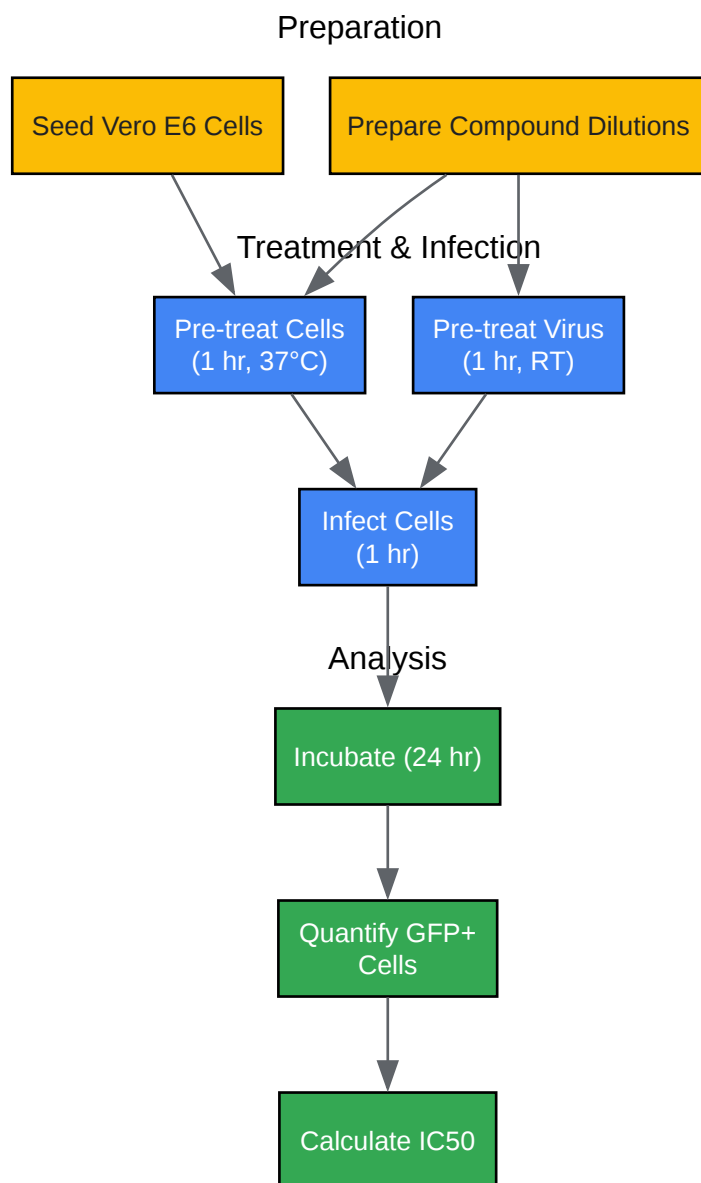 Preparation
Seed Vero E6 Cells
Prepare Compound Dilutions
Treatment & Infection
Pre-treat Cells
(1 hr, 37°C)
Pre-treat Virus
(1 hr, RT)
Infect Cells
(1 hr)
Analysis
Incubate (24 hr)
Quantify GFP+
Cells
Calculate IC50